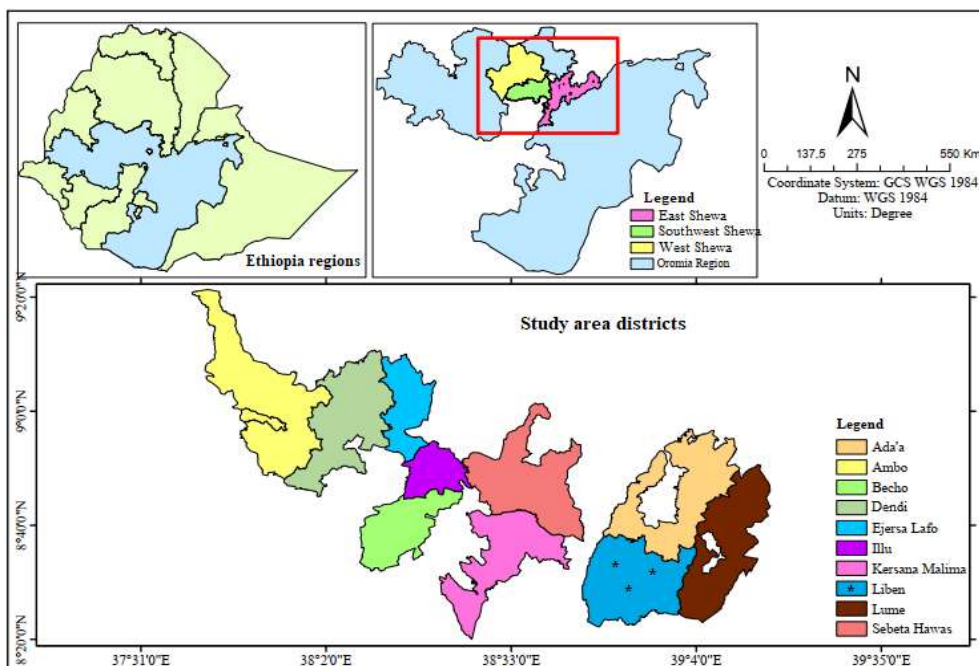 Ethiopia regions
Legend
East Shewa
Southwest Shewa
West Shewa
Oromia Region
N
0 137.5 275 550 Km
Coordinate System: GCS WGS 1984
Datum: WGS 1984
Units: Degree
Study area districts
9°2'0"N
9°0'0"N
8°4'0"N
8°2'0"N
Legend
Ada'a
Ambo
Becho
Dendi
Ejersa Lafo
Illu
Kersana Malima
Liben
Lume
Sebeta Hawas
37°31'0"E
38°2'0"E
38°33'0"E
39°4'0"E
39°35'0"E